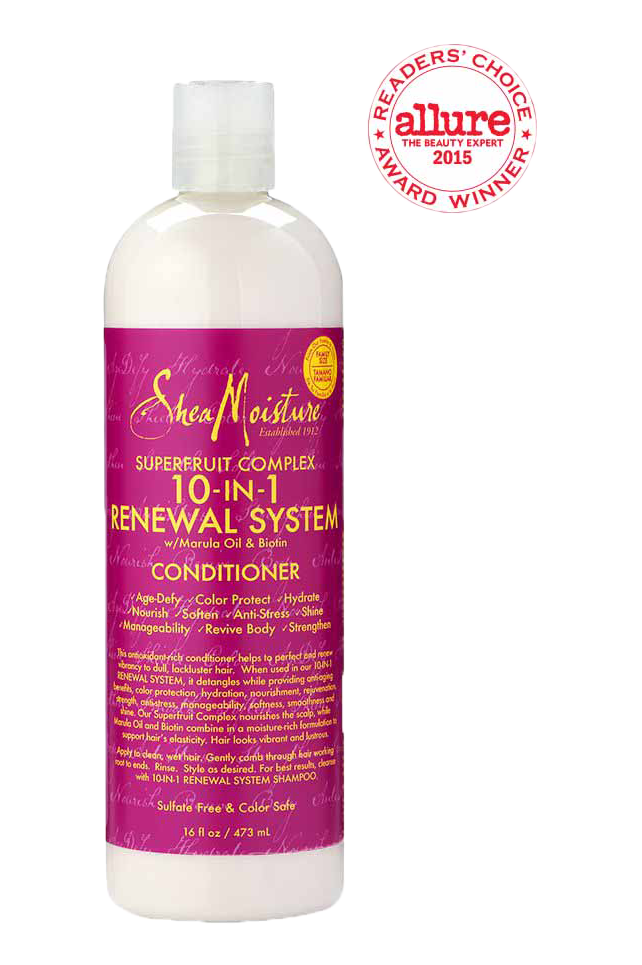 READERS' CHOICE
allure
THE BEAUTY EXPERT
2015
AWARD WINNER
FAMILY
SIZE
TAMAÑO
FAMILIAR
SheaMoisture
Established 1912
SUPERFRUIT COMPLEX
10-IN-1
RENEWAL SYSTEM
w/Marula Oil & Biotin
CONDITIONER
✓Age-Defy ✓Color Protect ✓Hydrate
✓Nourish ✓Soften ✓Anti-Stress ✓Shine
✓Manageability ✓Revive Body ✓Strengthen
This antioxidant-rich conditioner helps to perfect and renew
vibrancy to dull, lackluster hair. When used in our 10-IN-1
RENEWAL SYSTEM, it detangles while providing anti-aging
benefits, color protection, hydration, nourishment, rejuvenation,
strength, anti-stress, manageability, softness, smoothness and
shine. Our Superfruit Complex nourishes the scalp, while
Marula Oil and Biotin combine in a moisture-rich formulation to
support hair's elasticity. Hair looks vibrant and lustrous.
Apply to clean, wet hair. Gently comb through hair working
root to ends. Rinse. Style as desired. For best results, cleanse
with 10-IN-1 RENEWAL SYSTEM SHAMPOO.
Sulfate Free & Color Safe
16 fl oz / 473 mL